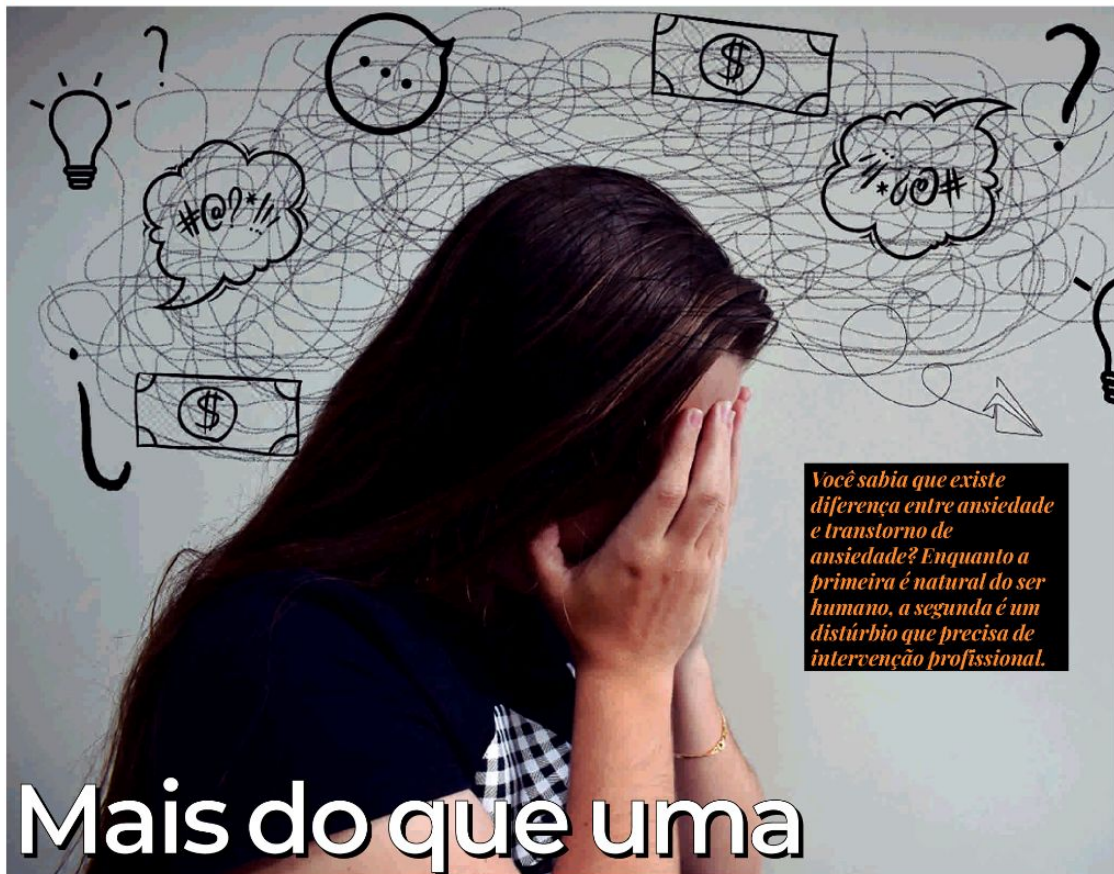 #@?*!!,
*¿@#
?
$
?
$
¿
Você sabia que existe
diferença entre ansiedade
e transtorno de
ansiedade? Enquanto a
primeira é natural do ser
humano, a segunda é um
distúrbio que precisa de
intervenção profissional.
Mais do que uma